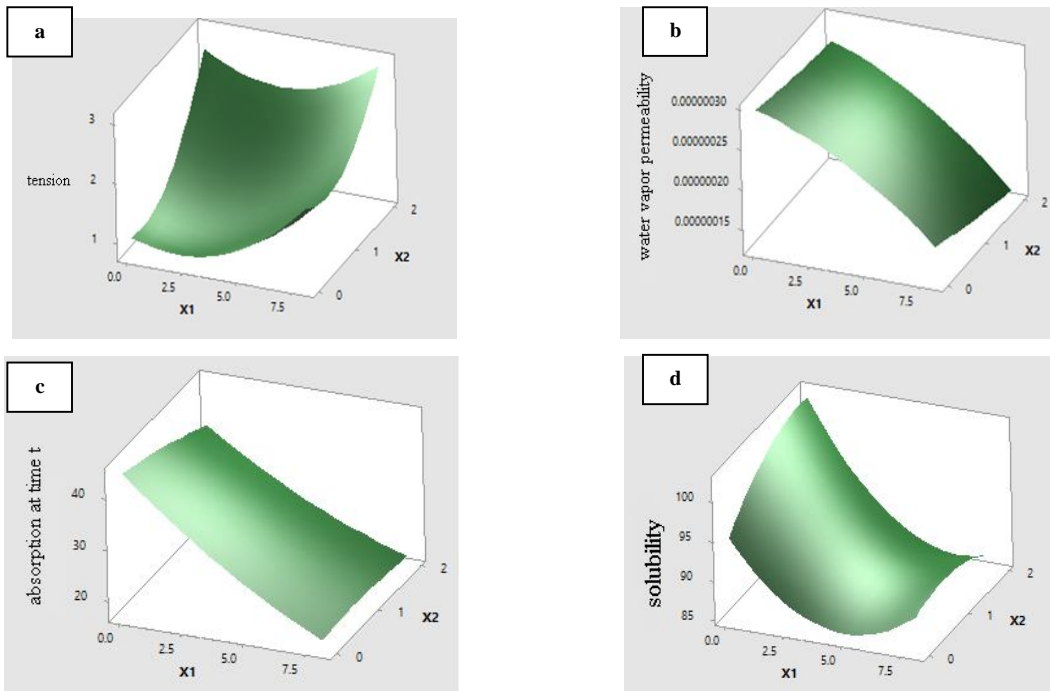 a
3
tension
2
1
0.0
2.5
5.0
7.5
X1
0
1
2
X2
b
water vapor permeability
0.00000030
0.00000025
0.00000020
0.00000015
0.0
2.5
5.0
7.5
X1
0
1
2
X2
c
absorption at time t
40
30
20
0.0
2.5
5.0
7.5
X1
0
1
2
X2
d
solubility
100
95
90
85
0.0
2.5
5.0
7.5
X1
0
1
2
X2